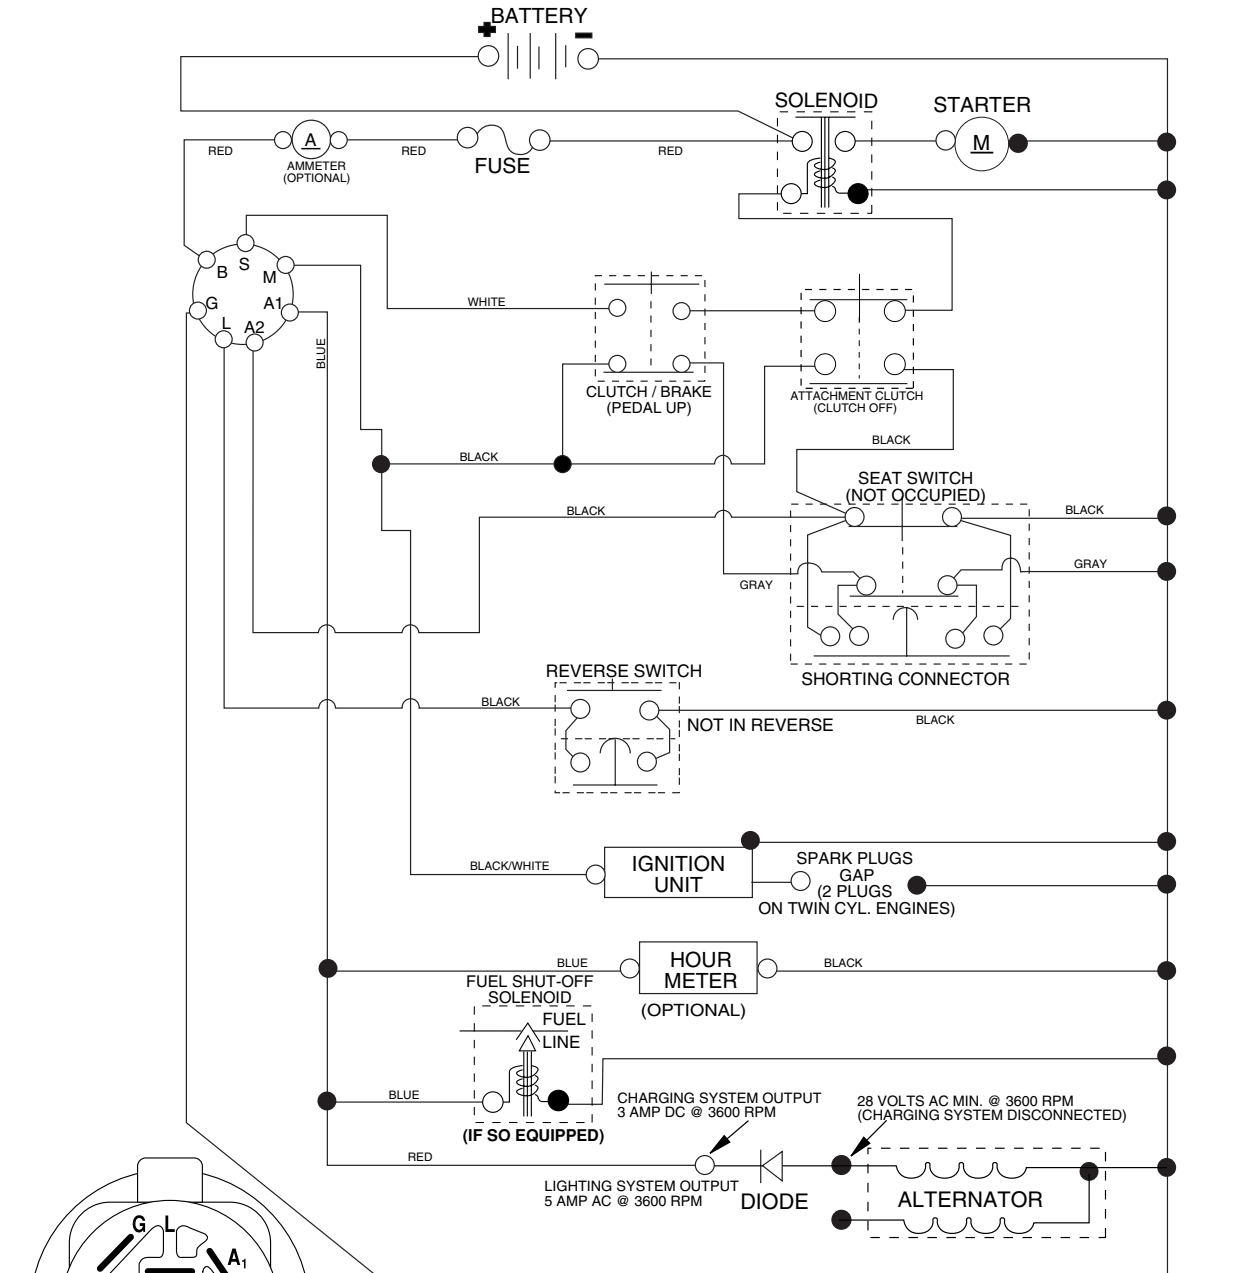 BATTERY
SOLENOID
STARTER
A
M
RED
RED
RED
FUSE
AMMETER
(OPTIONAL)
S
B
M
G
A1
L
A2
WHITE
BLUE
CLUTCH / BRAKE
(PEDAL UP)
ATTACHMENT CLUTCH
(CLUTCH OFF)
BLACK
BLACK
SEAT SWITCH
(NOT OCCUPIED)
BLACK
BLACK
GRAY
GRAY
SHORTING CONNECTOR
REVERSE SWITCH
BLACK
NOT IN REVERSE
BLACK
BLACK/WHITE
IGNITION
UNIT
SPARK PLUGS
GAP
(2 PLUGS
ON TWIN CYL. ENGINES)
BLUE
HOUR
METER
BLACK
(OPTIONAL)
FUEL SHUT-OFF
SOLENOID
FUEL
LINE
BLUE
(IF SO EQUIPPED)
CHARGING SYSTEM OUTPUT
3 AMP DC @ 3600 RPM
28 VOLTS AC MIN. @ 3600 RPM
(CHARGING SYSTEM DISCONNECTED)
RED
LIGHTING SYSTEM OUTPUT
5 AMP AC @ 3600 RPM
DIODE
ALTERNATOR
G L
A1